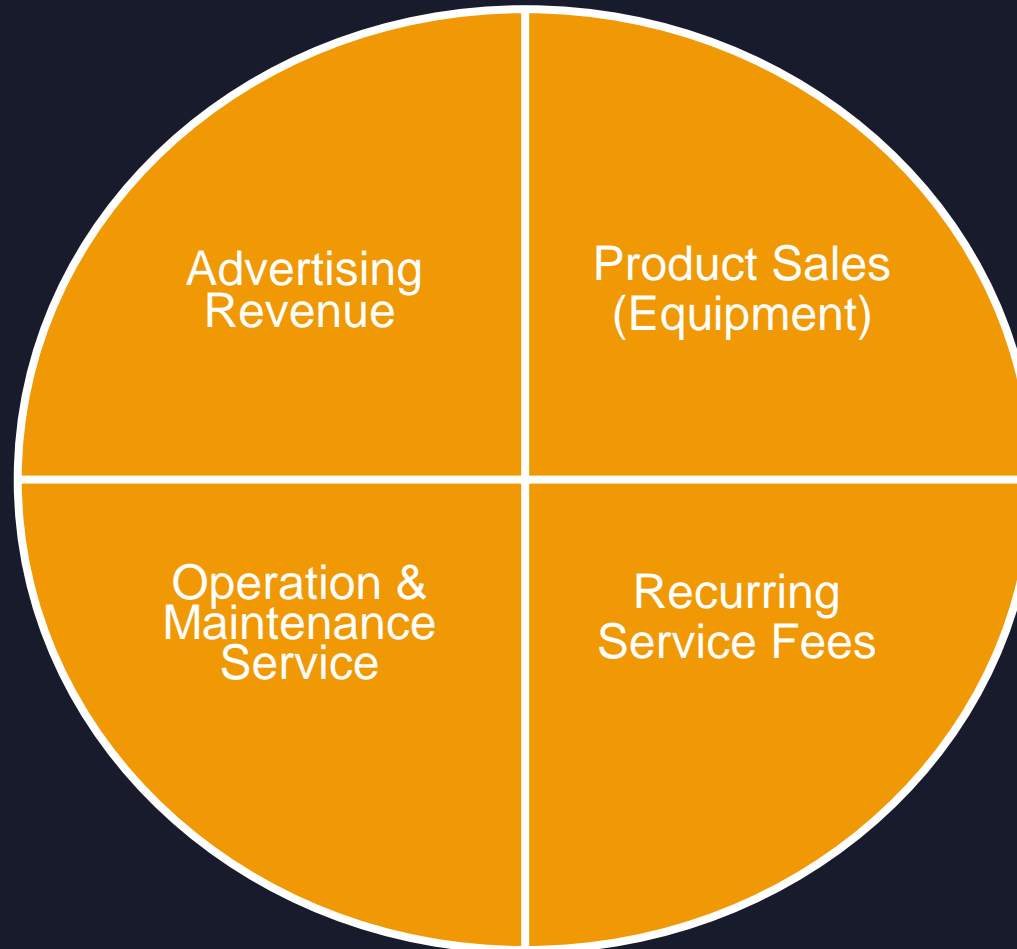 Advertising
Revenue
Product Sales
(Equipment)
Operation &
Maintenance
Service
Recurring
Service Fees